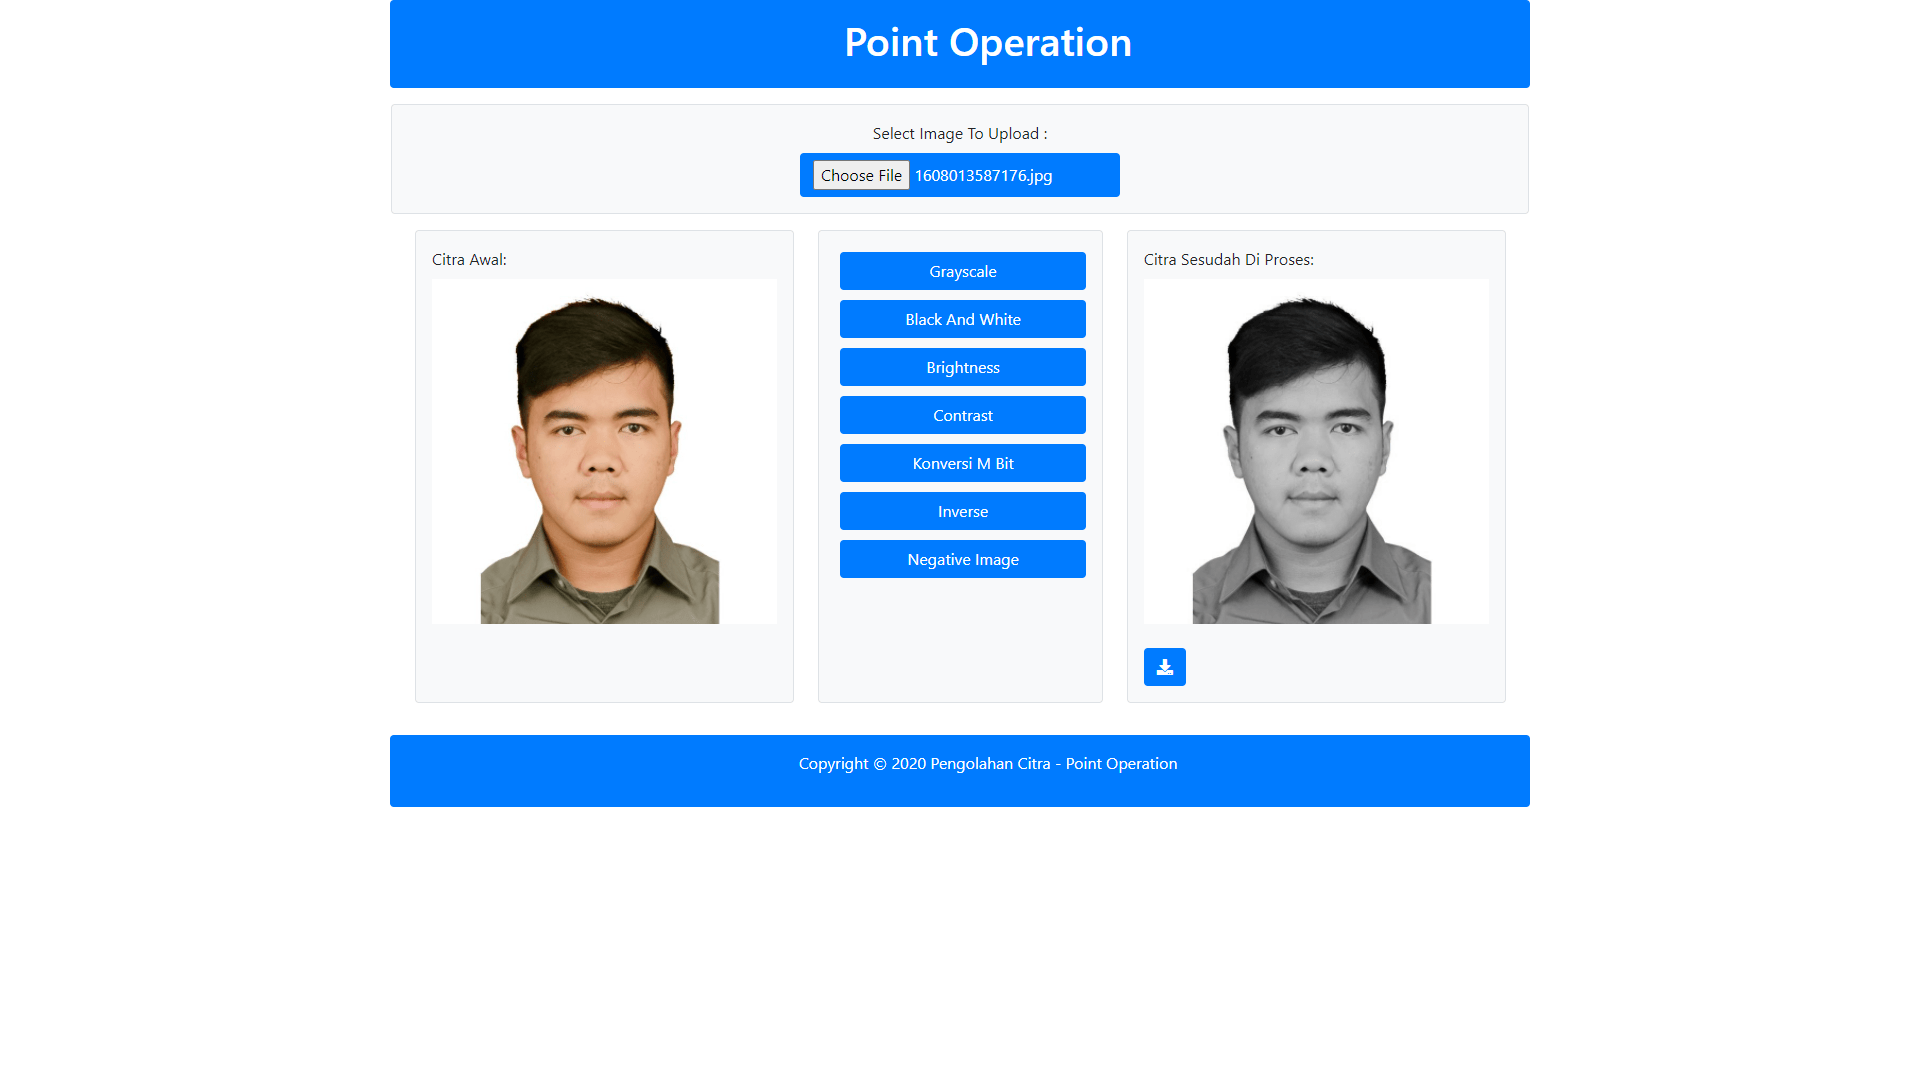 Point Operation
Select Image To Upload :
Choose File 1608013587176.jpg
Citra Awal:
Grayscale
Black And White
Brightness
Contrast
Konversi M Bit
Inverse
Negative Image
Citra Sesudah Di Proses:
Copyright © 2020 Pengolahan Citra - Point Operation